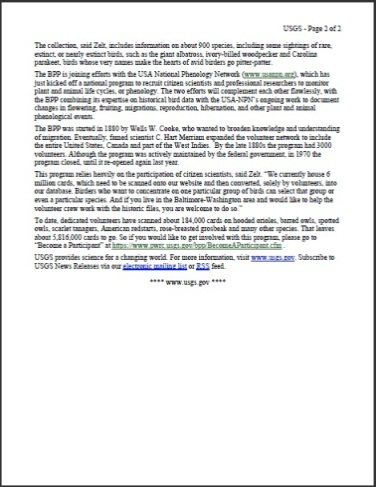 USGS - Page 2 of 2
The collection, said Zelt, includes information on about 900 species, including some sightings of rare,
extinct, or nearly extinct birds, such as the giant albatross, ivory-billed woodpecker and Carolina
parakeet, birds whose very names make the hearts of avid birders go pitter-patter.
The BPP is joining efforts with the USA National Phenology Network (www.usanpn.org), which has
just kicked off a national program to recruit citizen scientists and professional researchers to monitor
plant and animal life cycles, or phenology. The two efforts will complement each other flawlessly, with
the BPP combining its expertise on historical bird data with the USA-NPN's ongoing work to document
changes in flowering, fruiting, migrations, reproduction, hibernation, and other plant and animal
phenological events.
The BPP was started in 1880 by Wells W. Cooke, who wanted to broaden knowledge and understanding
of migration. Eventually, famed scientist C. Hart Merriam expanded the volunteer network to include
the entire United States, Canada and part of the West Indies. By the late 1880s the program had 3000
volunteers. Although the program was actively maintained by the federal government, in 1970 the
program closed, until it re-opened again last year.
This program relies heavily on the participation of citizen scientists, said Zelt. "We currently house 6
million cards, which need to be scanned onto our website and then converted, solely by volunteers, into
our database. Birders who want to concentrate on one particular group of birds can select that group or
even a particular species. And if you live in the Baltimore-Washington area and would like to help the
volunteer crew work with the historic files, you are welcome to do so."
To date, dedicated volunteers have scanned about 184,000 cards on hooded orioles, barred owls, spotted
owls, scarlet tanagers, American redstarts, rose-breasted grosbeak and many other species. That leaves
about 5,816,000 cards to go. So if you would like to get involved with this program, please go to
"Become a Participant" at https://www.pwrc.usgs.gov/bpp/BecomeAParticipant.cfm .
USGS provides science for a changing world. For more information, visit www.usgs.gov. Subscribe to
USGS News Releases via our electronic mailing list or RSS feed.
**** www.usgs.gov ****